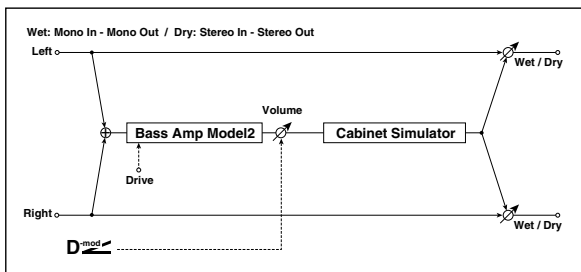 Wet: Mono In - Mono Out / Dry: Stereo In - Stereo Out
Left
Wet / Dry
Volume
Bass Amp Model2
Cabinet Simulator
Drive
Right
Wet / Dry
D-mod